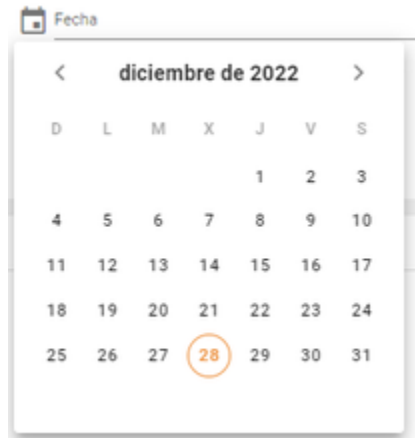 Fecha
< diciembre de 2022 >
D L M X J V S
1 2 3
4 5 6 7 8 9 10
11 12 13 14 15 16 17
18 19 20 21 22 23 24
25 26 27 28 29 30 31